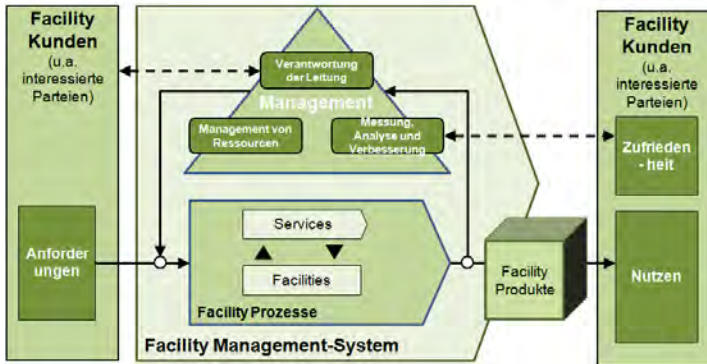 Facility
Kunden
(u.a.
interessierte
Parteien)
Anforder
ungen
Verantwortung
der Leitung
Management
Management von
Ressourcen
Messung,
Analyse und
Verbesserung
Services
Facilities
Facility Prozesse
Facility Management-System
Facility
Produkte
Facility
Kunden
(u.a.
interessierte
Parteien)
Zufrieden
- heit
Nutzen